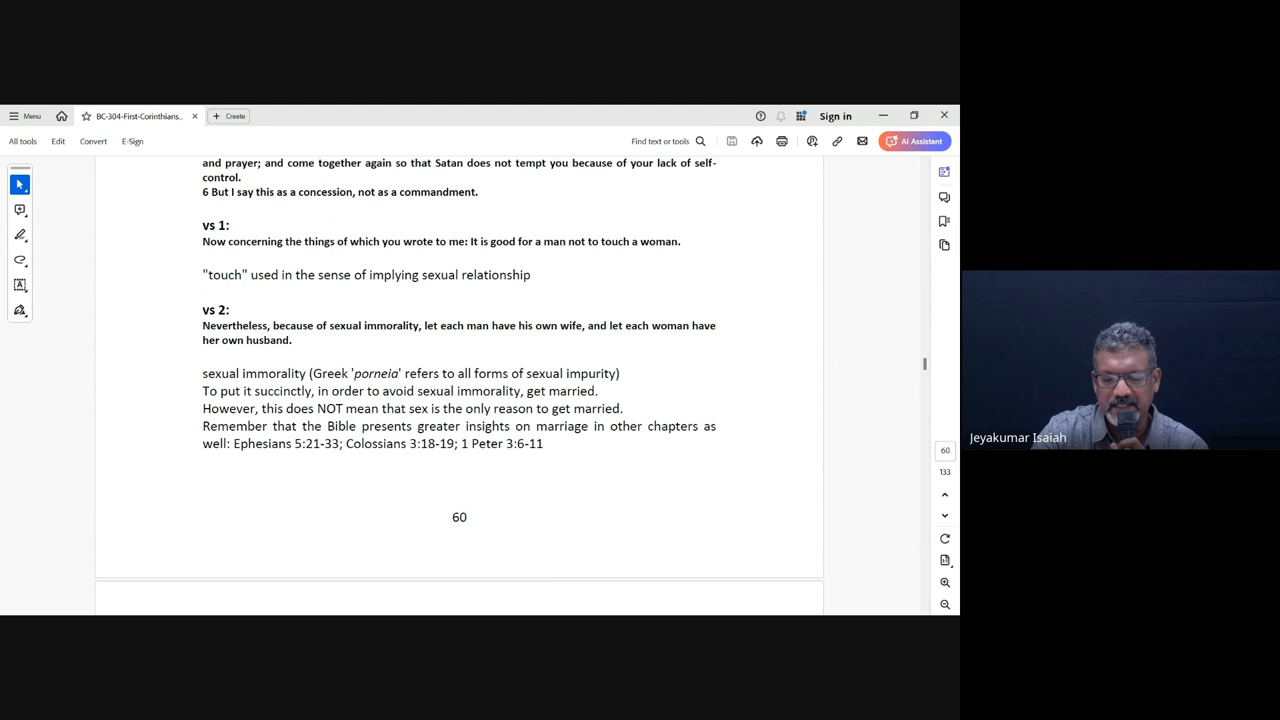 Menu
BC-304-First-Corinthians...
Create
Sign in
All tools Edit Convert E-Sign
Find text or tools
AI Assistant
and prayer; and come together again so that Satan does not tempt you because of your lack of self-
control.
6 But I say this as a concession, not as a commandment.
vs 1:
Now concerning the things of which you wrote to me: It is good for a man not to touch a woman.
"touch" used in the sense of implying sexual relationship
vs 2:
Nevertheless, because of sexual immorality, let each man have his own wife, and let each woman have
her own husband.
sexual immorality (Greek 'porneia' refers to all forms of sexual impurity)
To put it succinctly, in order to avoid sexual immorality, get married.
However, this does NOT mean that sex is the only reason to get married.
Remember that the Bible presents greater insights on marriage in other chapters as
well: Ephesians 5:21-33; Colossians 3:18-19; 1 Peter 3:6-11
60
60
133
Jeyakumar Isaiah